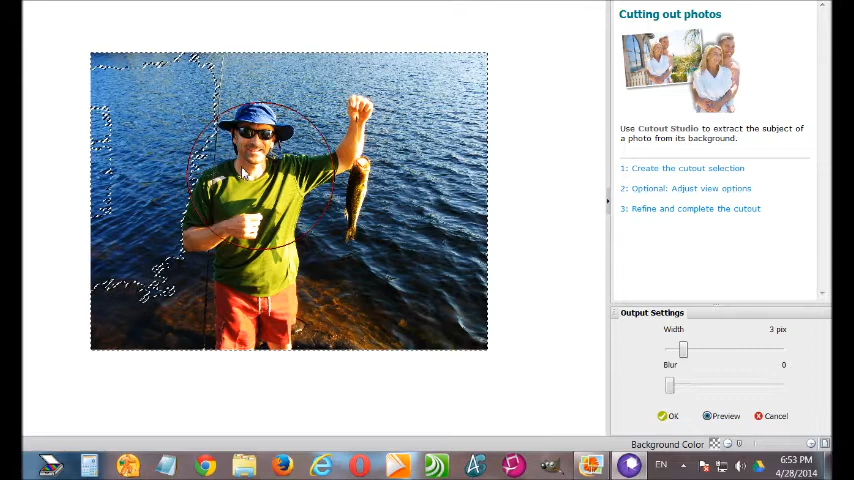 Cutting out photos
Use Cutout Studio to extract the subject of
a photo from its background.
1: Create the cutout selection
2: Optional: Adjust view options
3: Refine and complete the cutout
Output Settings
Width 3 pix
Blur 0
OK Preview Cancel
Background Color 0
EN 6:53 PM
4/28/2014